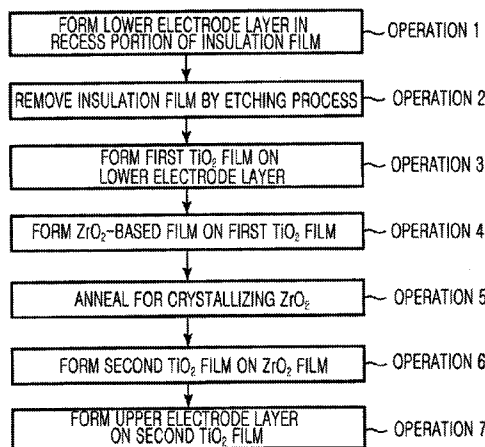 FORM LOWER ELECTRODE LAYER IN
RECESS PORTION OF INSULATION FILM
OPERATION 1
REMOVE INSULATION FILM BY ETCHING PROCESS
OPERATION 2
FORM FIRST TiO₂ FILM ON
LOWER ELECTRODE LAYER
OPERATION 3
FORM ZrO₂-BASED FILM ON FIRST TiO₂ FILM
OPERATION 4
ANNEAL FOR CRYSTALLIZING ZrO₂
OPERATION 5
FORM SECOND TiO₂ FILM ON ZrO₂ FILM
OPERATION 6
FORM UPPER ELECTRODE LAYER
ON SECOND TiO₂ FILM
OPERATION 7